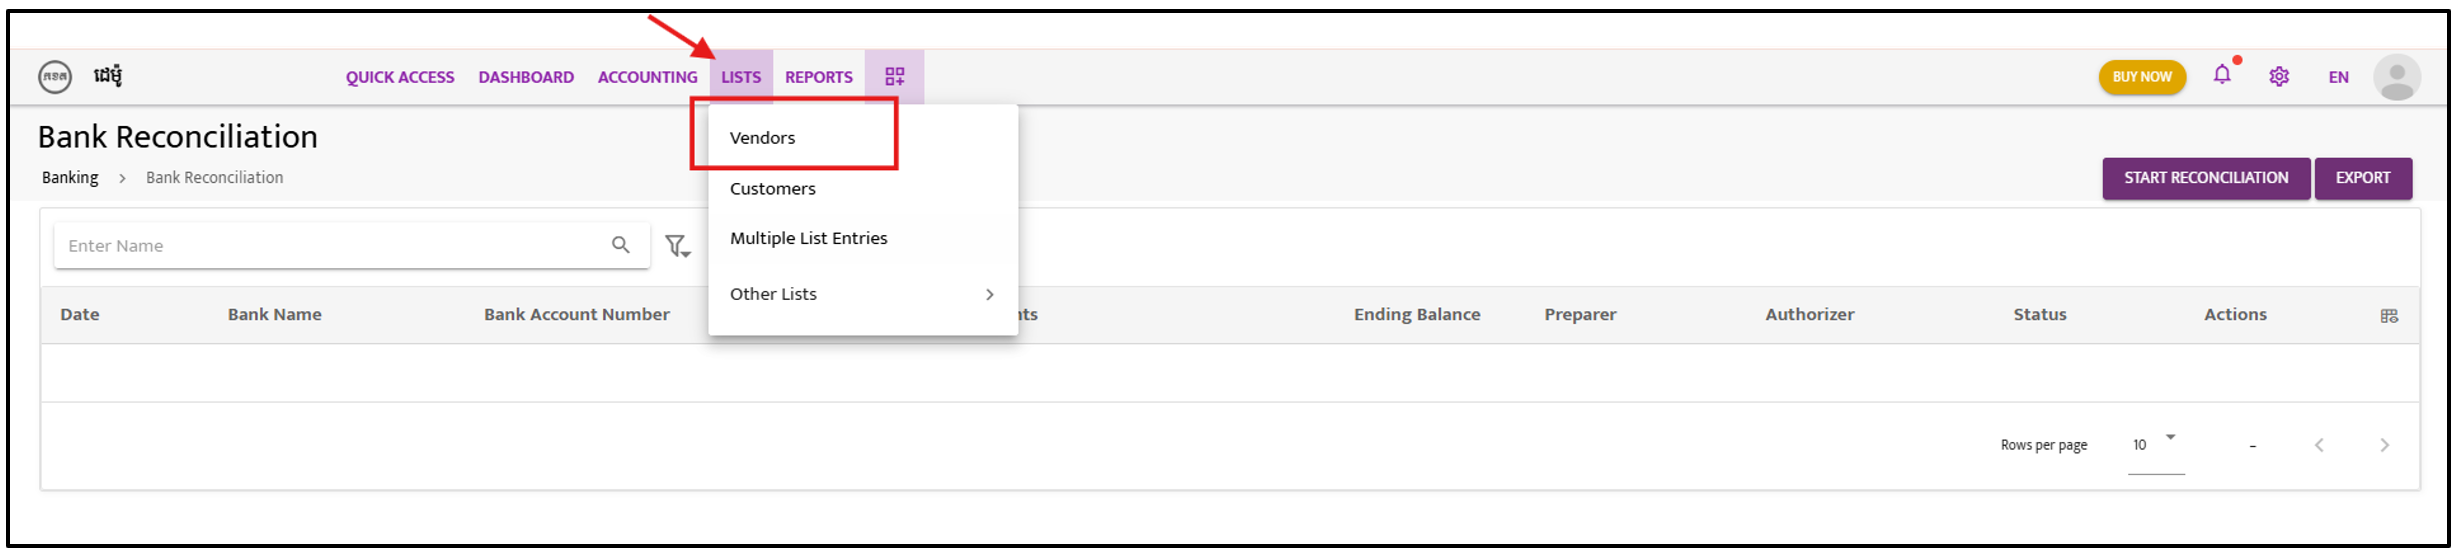 កខគ ដេម៉ូ QUICK ACCESS DASHBOARD ACCOUNTING LISTS REPORTS BUY NOW EN
Bank Reconciliation
Vendors
Banking > Bank Reconciliation
START RECONCILIATION EXPORT
Customers
Enter Name
Multiple List Entries
Other Lists
Date Bank Name Bank Account Number nts Ending Balance Preparer Authorizer Status Actions
Rows per page 10 –